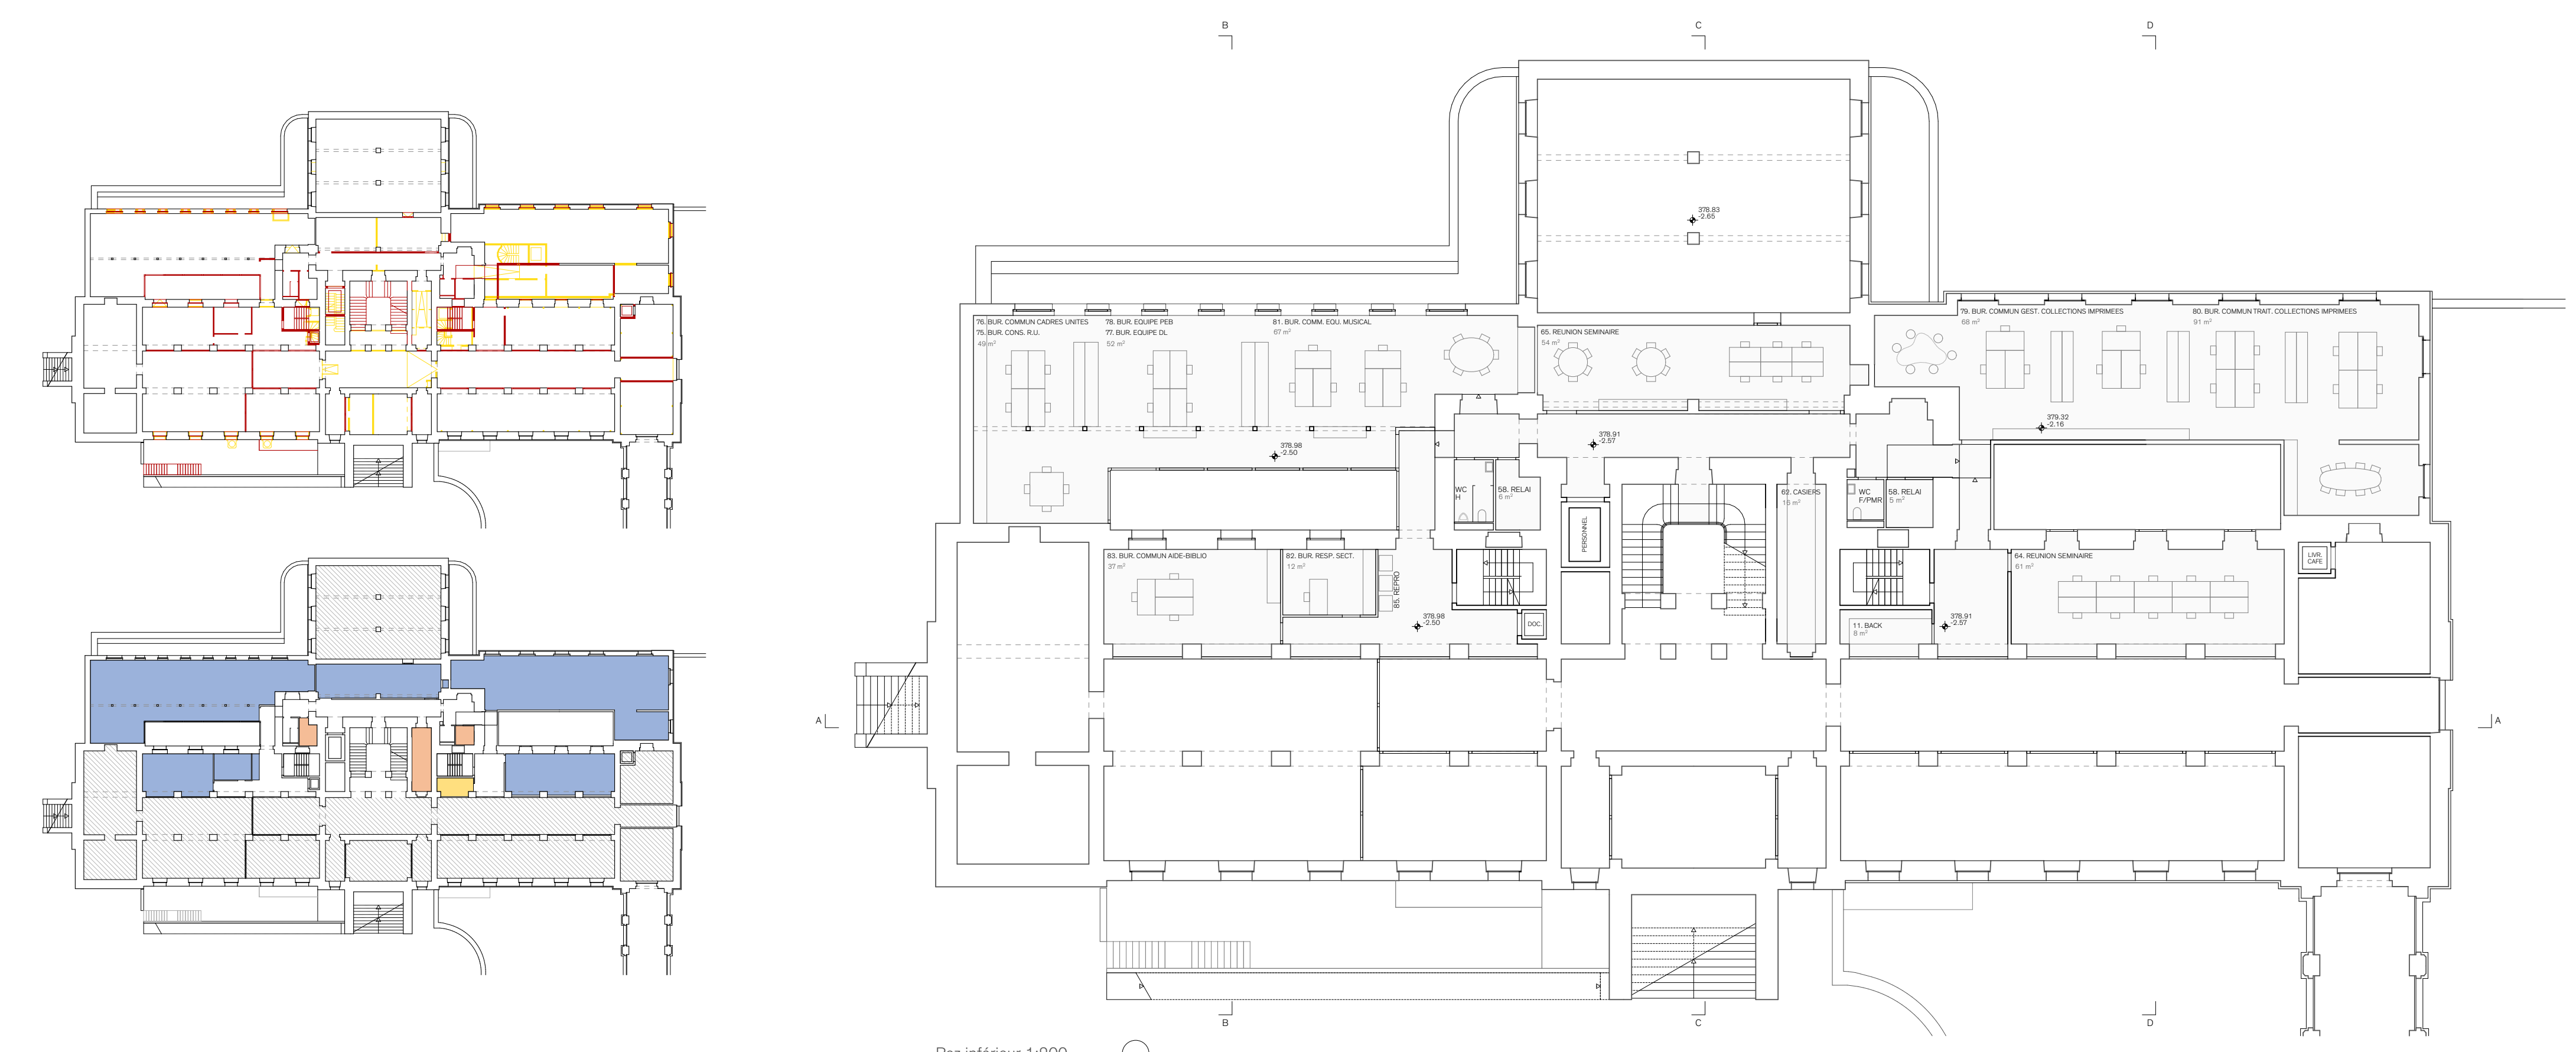 B
C
D
378.83
-2.65
76. BUR. COMMUN CADRES UNITES
75. BUR. CONS. R.U.
49 m²
78. BUR. EQUIPE PEB
77. BUR. EQUIPE DL
52 m²
81. BUR. COMM. EQU. MUSICAL
67 m²
65. REUNION SEMINAIRE
54 m²
79. BUR. COMMUN GEST. COLLECTIONS IMPRIMEES
68 m²
80. BUR. COMMUN TRAIT. COLLECTIONS IMPRIMEES
91 m²
379.32
-2.16
378.91
-2.57
378.98
-2.50
WC
H
58. RELAI
6 m²
PERSONNEL
62. CASIERS
16 m²
WC
F/PMR
58. RELAI
5 m²
83. BUR. COMMUN AIDE-BIBLIO
37 m²
82. BUR. RESP. SECT.
12 m²
85. REPRO
378.98
-2.50
DOC.
11. BACK
8 m²
378.91
-2.57
64. REUNION SEMINAIRE
61 m²
LIVR.
CAFE
A
A
B
C
D
Rez inférieur 1:200